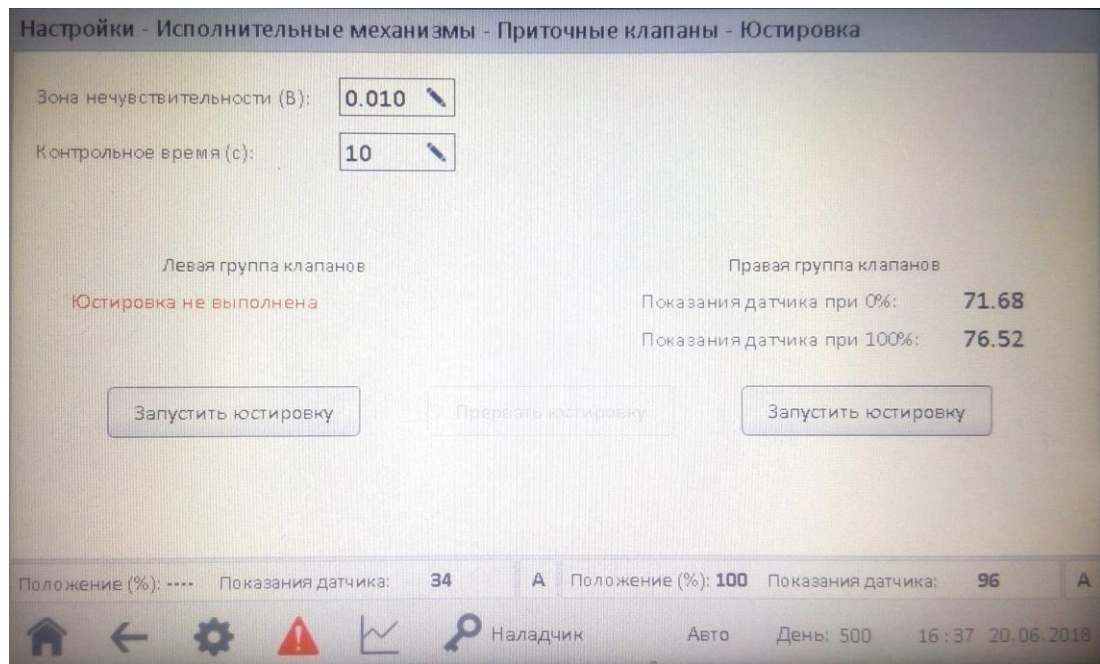 Настройки - Исполнительные механизмы - Приточные клапаны - Юстировка
Зона нечувствительности (В): 0.010
Контрольное время (с): 10
Левая группа клапанов
Юстировка не выполнена
Запустить юстировку
Прервать юстировку
Правая группа клапанов
Показания датчика при 0%: 71.68
Показания датчика при 100%: 76.52
Запустить юстировку
Положение (%): ---- Показания датчика: 34 А Положение (%): 100 Показания датчика: 96 А
Наладчик Авто День: 500 16:37 20.06.2018